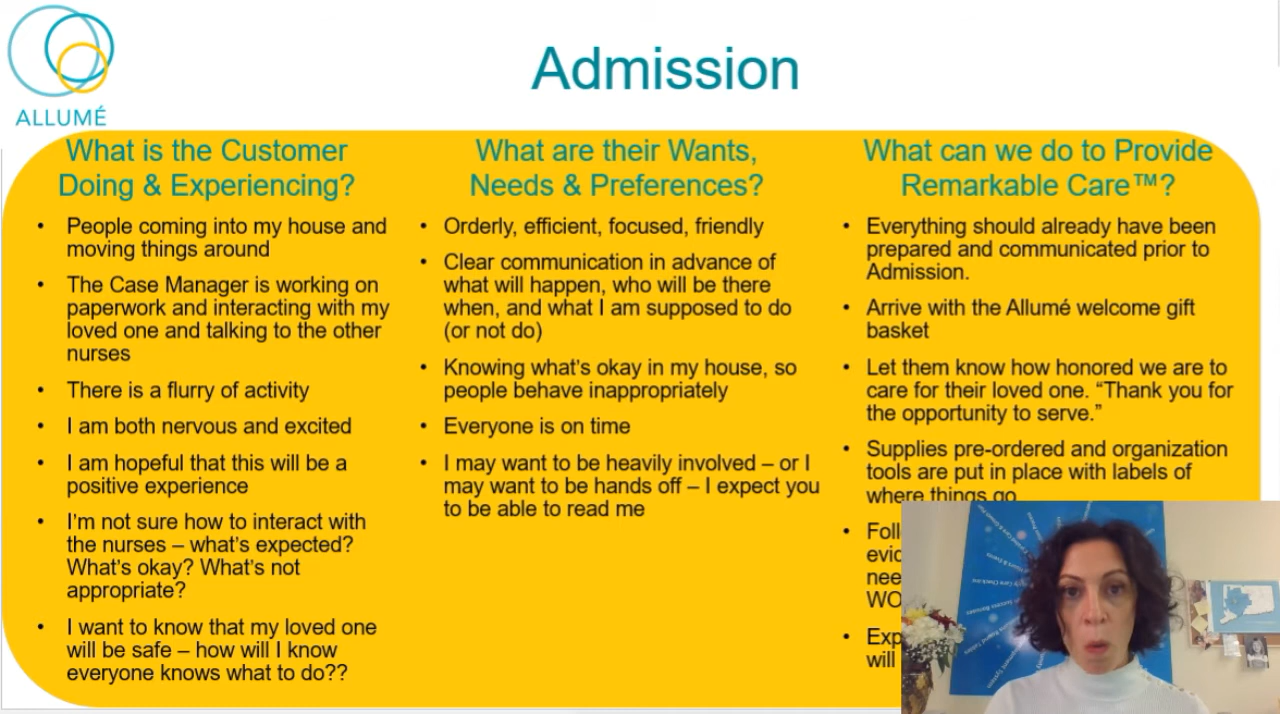 ALLUMÉ
Admission
What is the Customer
Doing & Experiencing?
• People coming into my house and
moving things around
• The Case Manager is working on
paperwork and interacting with my
loved one and talking to the other
nurses
• There is a flurry of activity
• I am both nervous and excited
• I am hopeful that this will be a
positive experience
• I’m not sure how to interact with
the nurses – what’s expected?
What’s okay? What’s not
appropriate?
• I want to know that my loved one
will be safe – how will I know
everyone knows what to do??
What are their Wants,
Needs & Preferences?
• Orderly, efficient, focused, friendly
• Clear communication in advance of
what will happen, who will be there
when, and what I am supposed to do
(or not do)
• Knowing what’s okay in my house, so
people behave inappropriately
• Everyone is on time
• I may want to be heavily involved – or I
may want to be hands off – I expect you
to be able to read me
What can we do to Provide
Remarkable Care™?
• Everything should already have been
prepared and communicated prior to
Admission.
• Arrive with the Allumé welcome gift
basket
• Let them know how honored we are to
care for their loved one. “Thank you for
the opportunity to serve.”
• Supplies pre-ordered and organization
tools are put in place with labels of
where things go
will